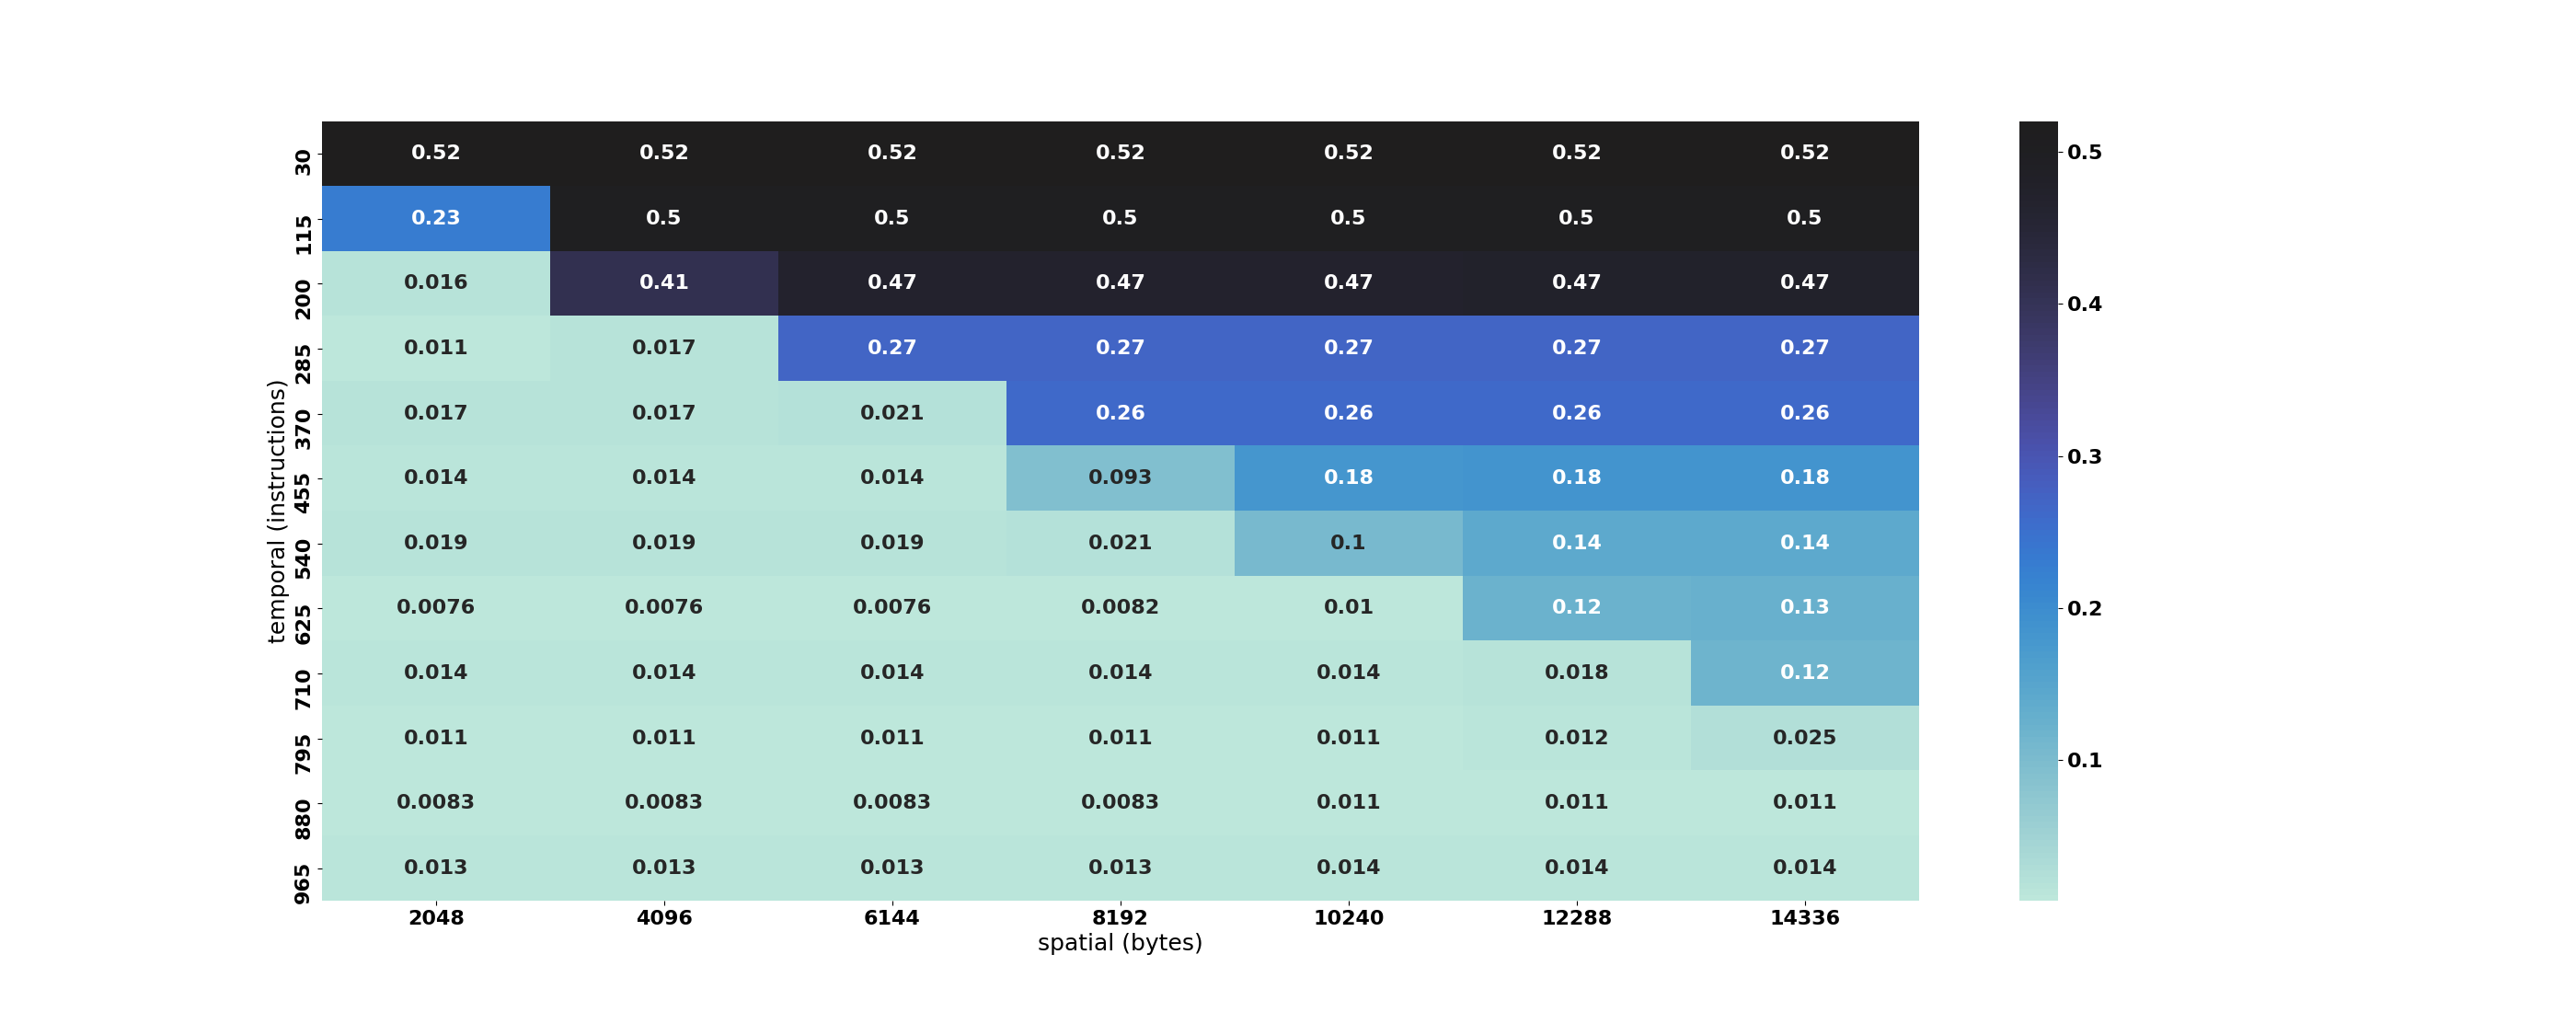 30 0.52 0.52 0.52 0.52 0.52 0.52 0.52
115 0.23 0.5 0.5 0.5 0.5 0.5 0.5
200 0.016 0.41 0.47 0.47 0.47 0.47 0.47
285 0.011 0.017 0.27 0.27 0.27 0.27 0.27
370 0.017 0.017 0.021 0.26 0.26 0.26 0.26
455 0.014 0.014 0.014 0.093 0.18 0.18 0.18
540 0.019 0.019 0.019 0.021 0.1 0.14 0.14
625 0.0076 0.0076 0.0076 0.0082 0.01 0.12 0.13
710 0.014 0.014 0.014 0.014 0.014 0.018 0.12
795 0.011 0.011 0.011 0.011 0.011 0.012 0.025
880 0.0083 0.0083 0.0083 0.0083 0.011 0.011 0.011
965 0.013 0.013 0.013 0.013 0.014 0.014 0.014
2048 4096 6144 8192 10240 12288 14336
spatial (bytes)
temporal (instructions)
0.5
0.4
0.3
0.2
0.1